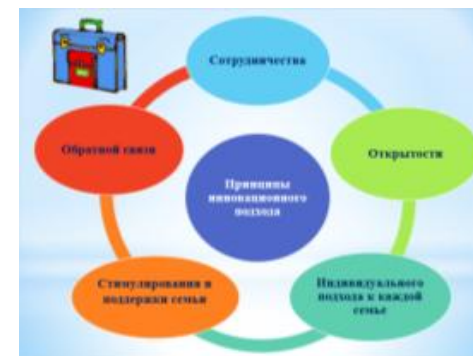 Сотрудничества
Обратной связи
Открытости
Принципы
инновационного
подхода
Стимулирования и
поддержки семьи
Индивидуального
подхода к каждой
семье